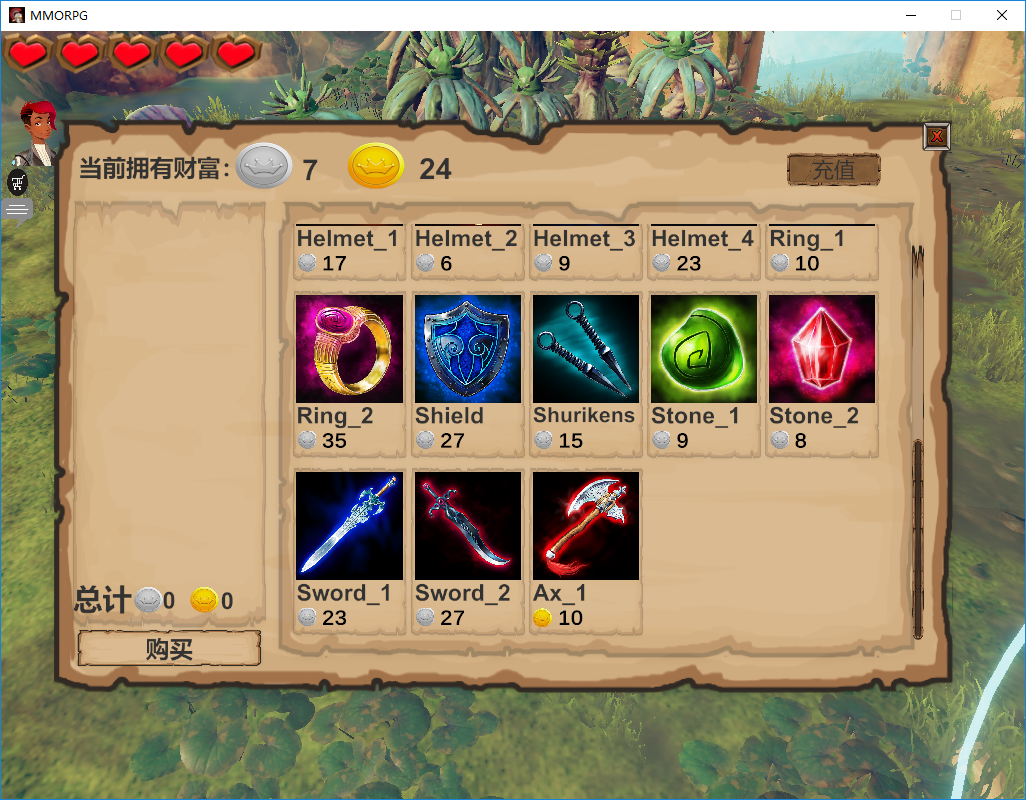 MMORPG
当前拥有财富: 7 24
充值
X
Helmet_1 Helmet_2 Helmet_3 Helmet_4 Ring_1
17 6 9 23 10
Ring_2 Shield Shurikens Stone_1 Stone_2
35 27 15 9 8
Sword_1 Sword_2 Ax_1
23 27 10
总计 0 0
购买